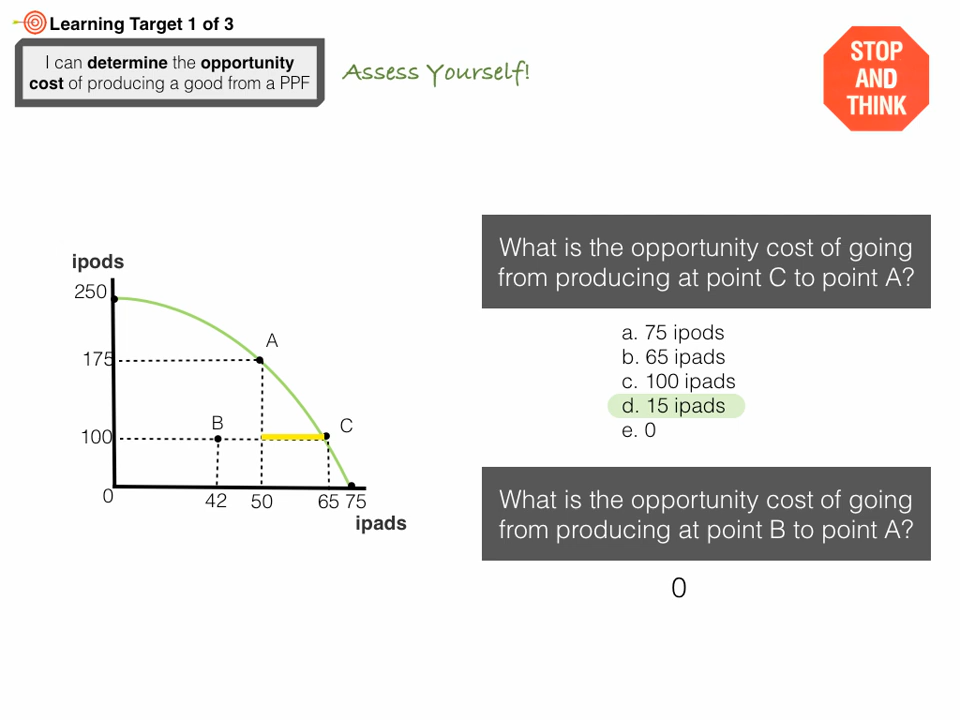 Learning Target 1 of 3
I can determine the opportunity
cost of producing a good from a PPF
Assess Yourself!
STOP
AND
THINK
ipods
250
A
175
B
C
100
0
42
50
65
75
ipads
What is the opportunity cost of going
from producing at point C to point A?
a. 75 ipods
b. 65 ipads
c. 100 ipads
d. 15 ipads
e. 0
What is the opportunity cost of going
from producing at point B to point A?
0